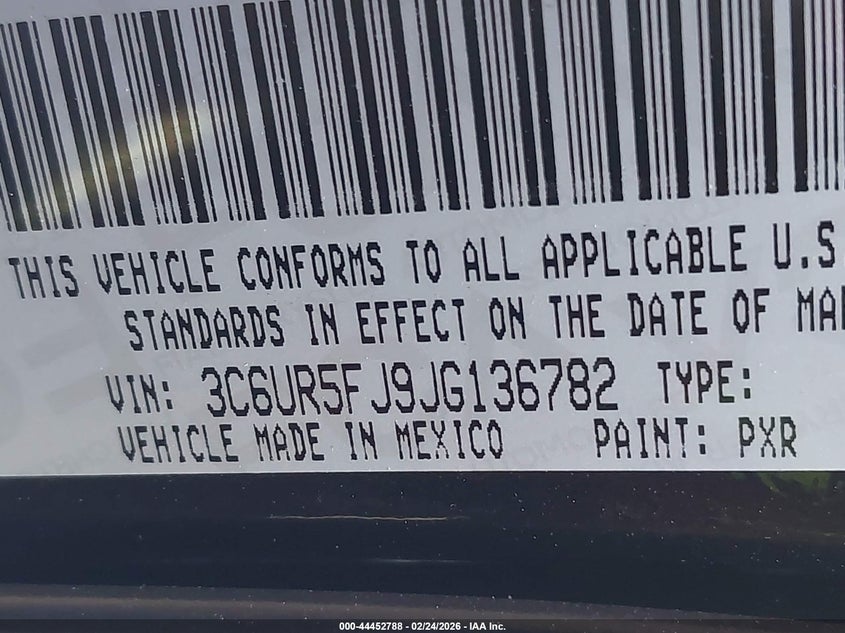 THIS VEHICLE CONFORMS TO ALL APPLICABLE U.S
STANDARDS IN EFFECT ON THE DATE OF MA
VIN: 3C6UR5FJ9JG136782 TYPE:
VEHICLE MADE IN MEXICO PAINT: PXR
000-44452788 - 02/24/2026 - IAA Inc.